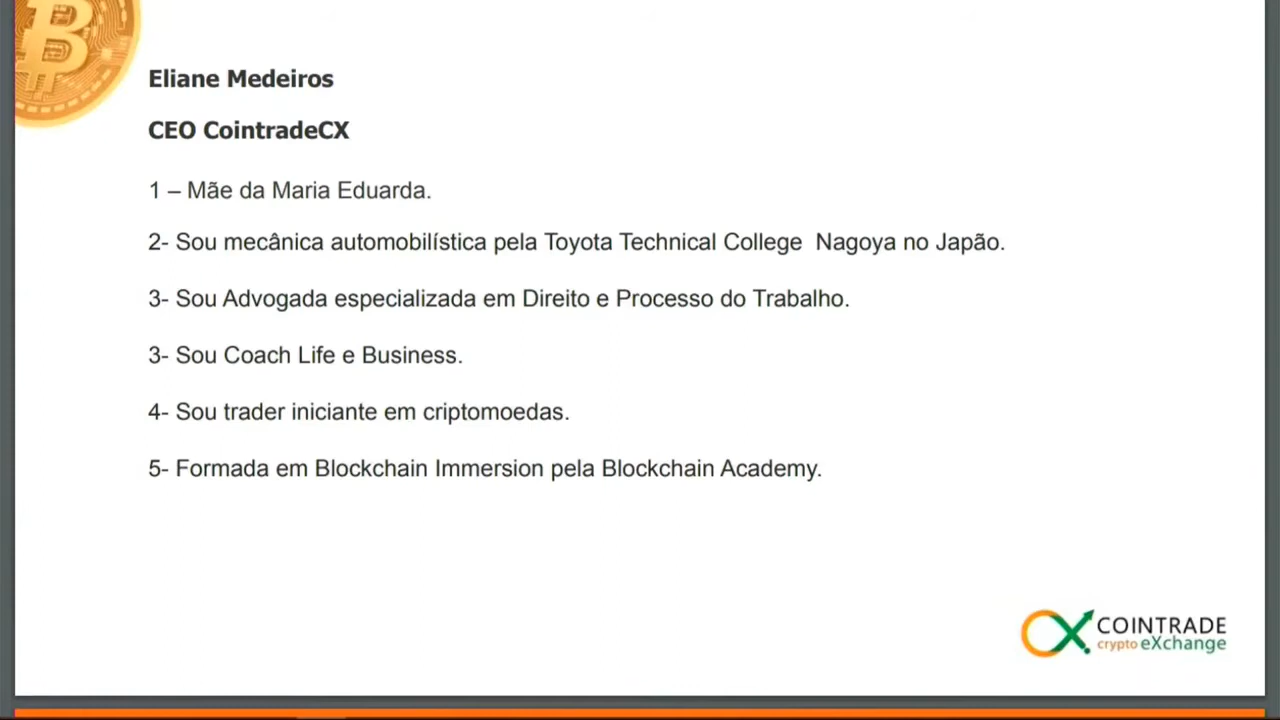 Eliane Medeiros
CEO CointradeCX
1 – Mãe da Maria Eduarda.
2- Sou mecânica automobilística pela Toyota Technical College  Nagoya no Japão.
3- Sou Advogada especializada em Direito e Processo do Trabalho.
3- Sou Coach Life e Business.
4- Sou trader iniciante em criptomoedas.
5- Formada em Blockchain Immersion pela Blockchain Academy.
COINTRADE
crypto eXchange